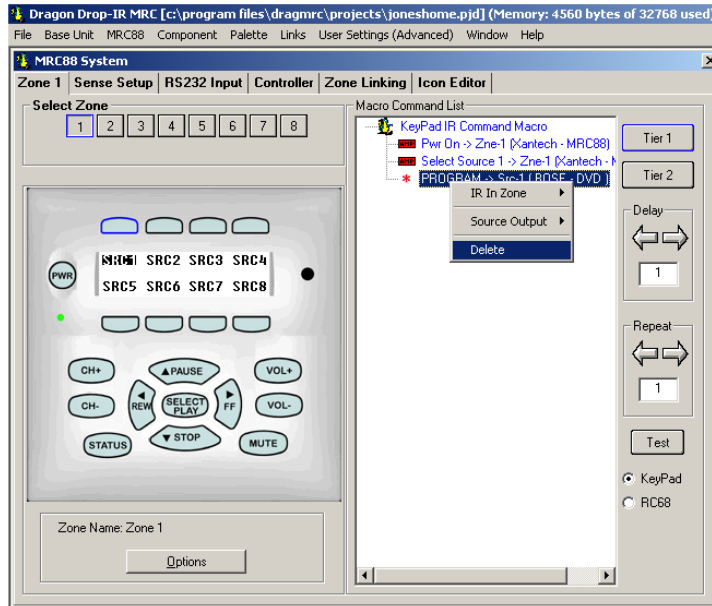 Dragon Drop-IR MRC [c:\program files\dragmrc\projects\joneshome.pjd] (Memory: 4560 bytes of 32768 used)
File Base Unit MRC88 Component Palette Links User Settings (Advanced) Window Help
MRC88 System
Zone 1 Sense Setup RS232 Input Controller Zone Linking Icon Editor
Select Zone
1 2 3 4 5 6 7 8
Macro Command List
KeyPad IR Command Macro
Pwr On -> Zne-1 (Xantech - MRC88)
Select Source 1 -> Zne-1 (Xantech -
PROGRAM -> Src-1 ( BOSE - DVD )
IR In Zone
Source Output
Delete
Tier 1
Tier 2
Delay
1
Repeat
1
Test
KeyPad
RC68
PWR
SRC1 SRC2 SRC3 SRC4
SRC5 SRC6 SRC7 SRC8
CH+ PAUSE VOL+
CH- REW SELECT PLAY FF VOL-
STATUS STOP MUTE
Zone Name: Zone 1
Options